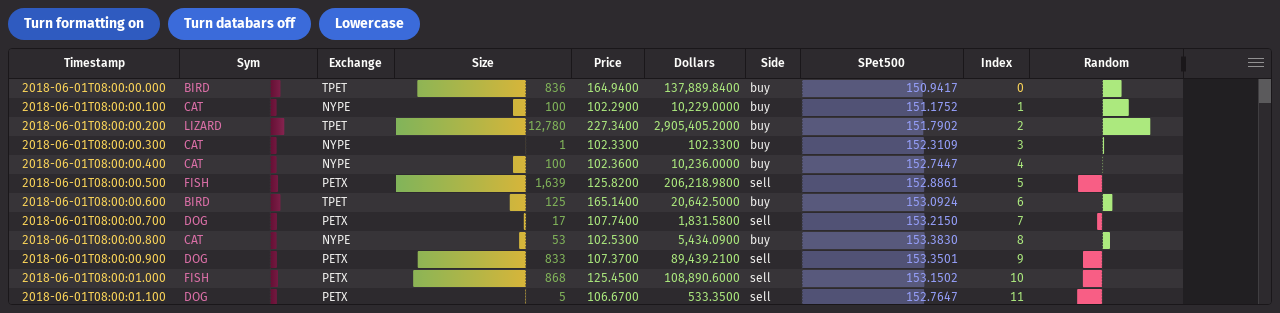 Turn formatting on Turn databars off Lowercase
Timestamp Sym Exchange Size Price Dollars Side SPet500 Index Random
2018-06-01T08:00:00.000 BIRD TPET 836 164.9400 137,889.8400 buy 150.9417 0
2018-06-01T08:00:00.100 CAT NYPE 100 102.2900 10,229.0000 buy 151.1752 1
2018-06-01T08:00:00.200 LIZARD TPET 12,780 227.3400 2,905,405.2000 buy 151.7902 2
2018-06-01T08:00:00.300 CAT NYPE 1 102.3300 102.3300 buy 152.3109 3
2018-06-01T08:00:00.400 CAT NYPE 100 102.3600 10,236.0000 buy 152.7447 4
2018-06-01T08:00:00.500 FISH PETX 1,639 125.8200 206,218.9800 sell 152.8861 5
2018-06-01T08:00:00.600 BIRD TPET 125 165.1400 20,642.5000 buy 153.0924 6
2018-06-01T08:00:00.700 DOG PETX 17 107.7400 1,831.5800 sell 153.2150 7
2018-06-01T08:00:00.800 CAT NYPE 53 102.5300 5,434.0900 buy 153.3830 8
2018-06-01T08:00:00.900 DOG PETX 833 107.3700 89,439.2100 sell 153.3501 9
2018-06-01T08:00:01.000 FISH PETX 868 125.4500 108,890.6000 sell 153.1502 10
2018-06-01T08:00:01.100 DOG PETX 5 106.6700 533.3500 sell 152.7647 11